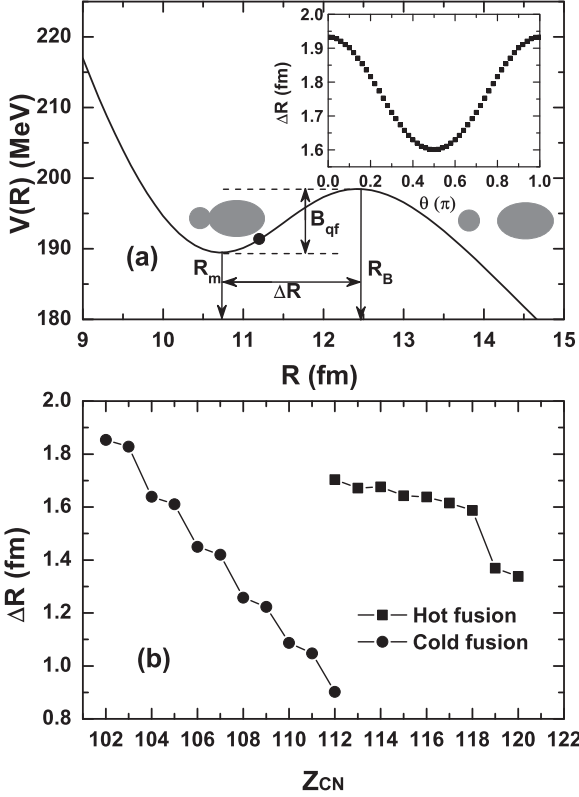 225
220
210
200
190
180
V(R) (MeV)
2.0
1.9
1.8
1.7
1.6
ΔR (fm)
0.0 0.2 0.4 0.6 0.8 1.0
θ (π)
B_qf
(a)
R_m
R_B
ΔR
9 10 11 12 13 14 15
R (fm)
2.0
1.8
1.6
1.4
1.2
1.0
0.8
ΔR (fm)
Hot fusion
Cold fusion
(b)
102 104 106 108 110 112 114 116 118 120 122
Z_CN